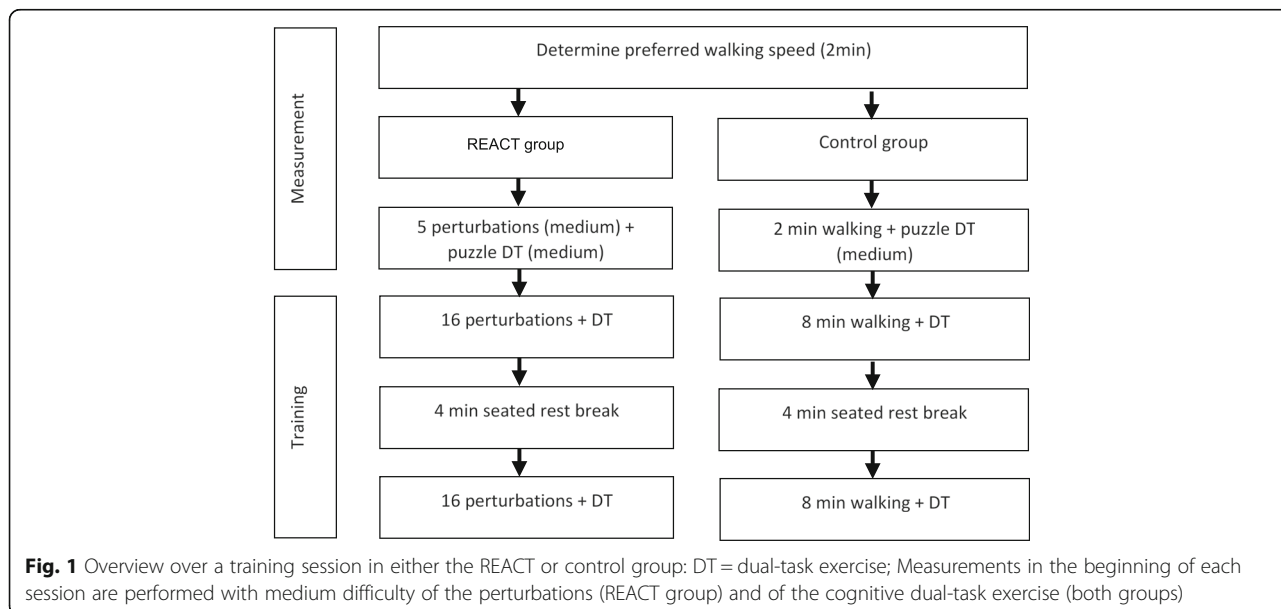 Measurement
Determine preferred walking speed (2min)
REACT group
Control group
5 perturbations (medium) +
puzzle DT (medium)
2 min walking + puzzle DT
(medium)
Training
16 perturbations + DT
8 min walking + DT
4 min seated rest break
4 min seated rest break
16 perturbations + DT
8 min walking + DT
Fig. 1 Overview over a training session in either the REACT or control group: DT = dual-task exercise; Measurements in the beginning of each
session are performed with medium difficulty of the perturbations (REACT group) and of the cognitive dual-task exercise (both groups)